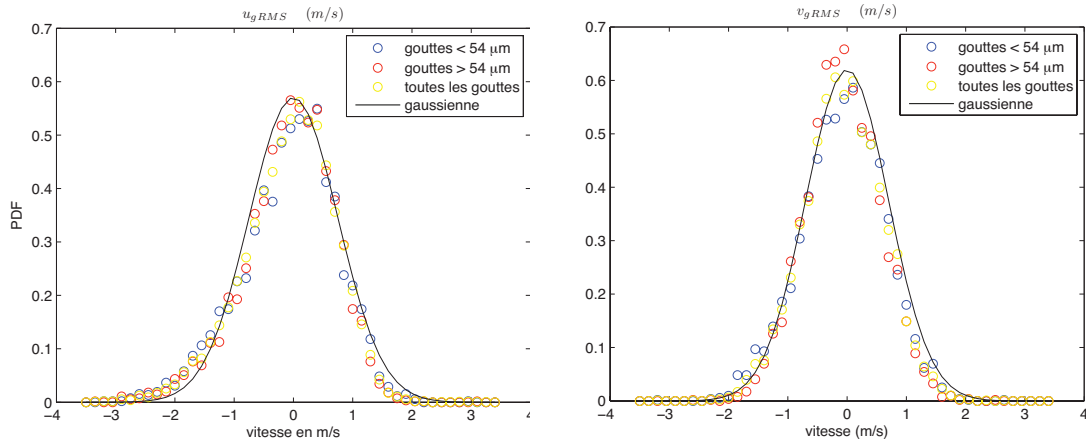 u_gRMS (m/s)
0.7
0.6
0.5
0.4
0.3
0.2
0.1
0
PDF
gouttes < 54 μm
gouttes > 54 μm
toutes les gouttes
gaussienne
−4 −3 −2 −1 0 1 2 3 4
vitesse en m/s
v_gRMS (m/s)
0.7
0.6
0.5
0.4
0.3
0.2
0.1
0
gouttes < 54 μm
gouttes > 54 μm
toutes les gouttes
gaussienne
−4 −3 −2 −1 0 1 2 3 4
vitesse (m/s)